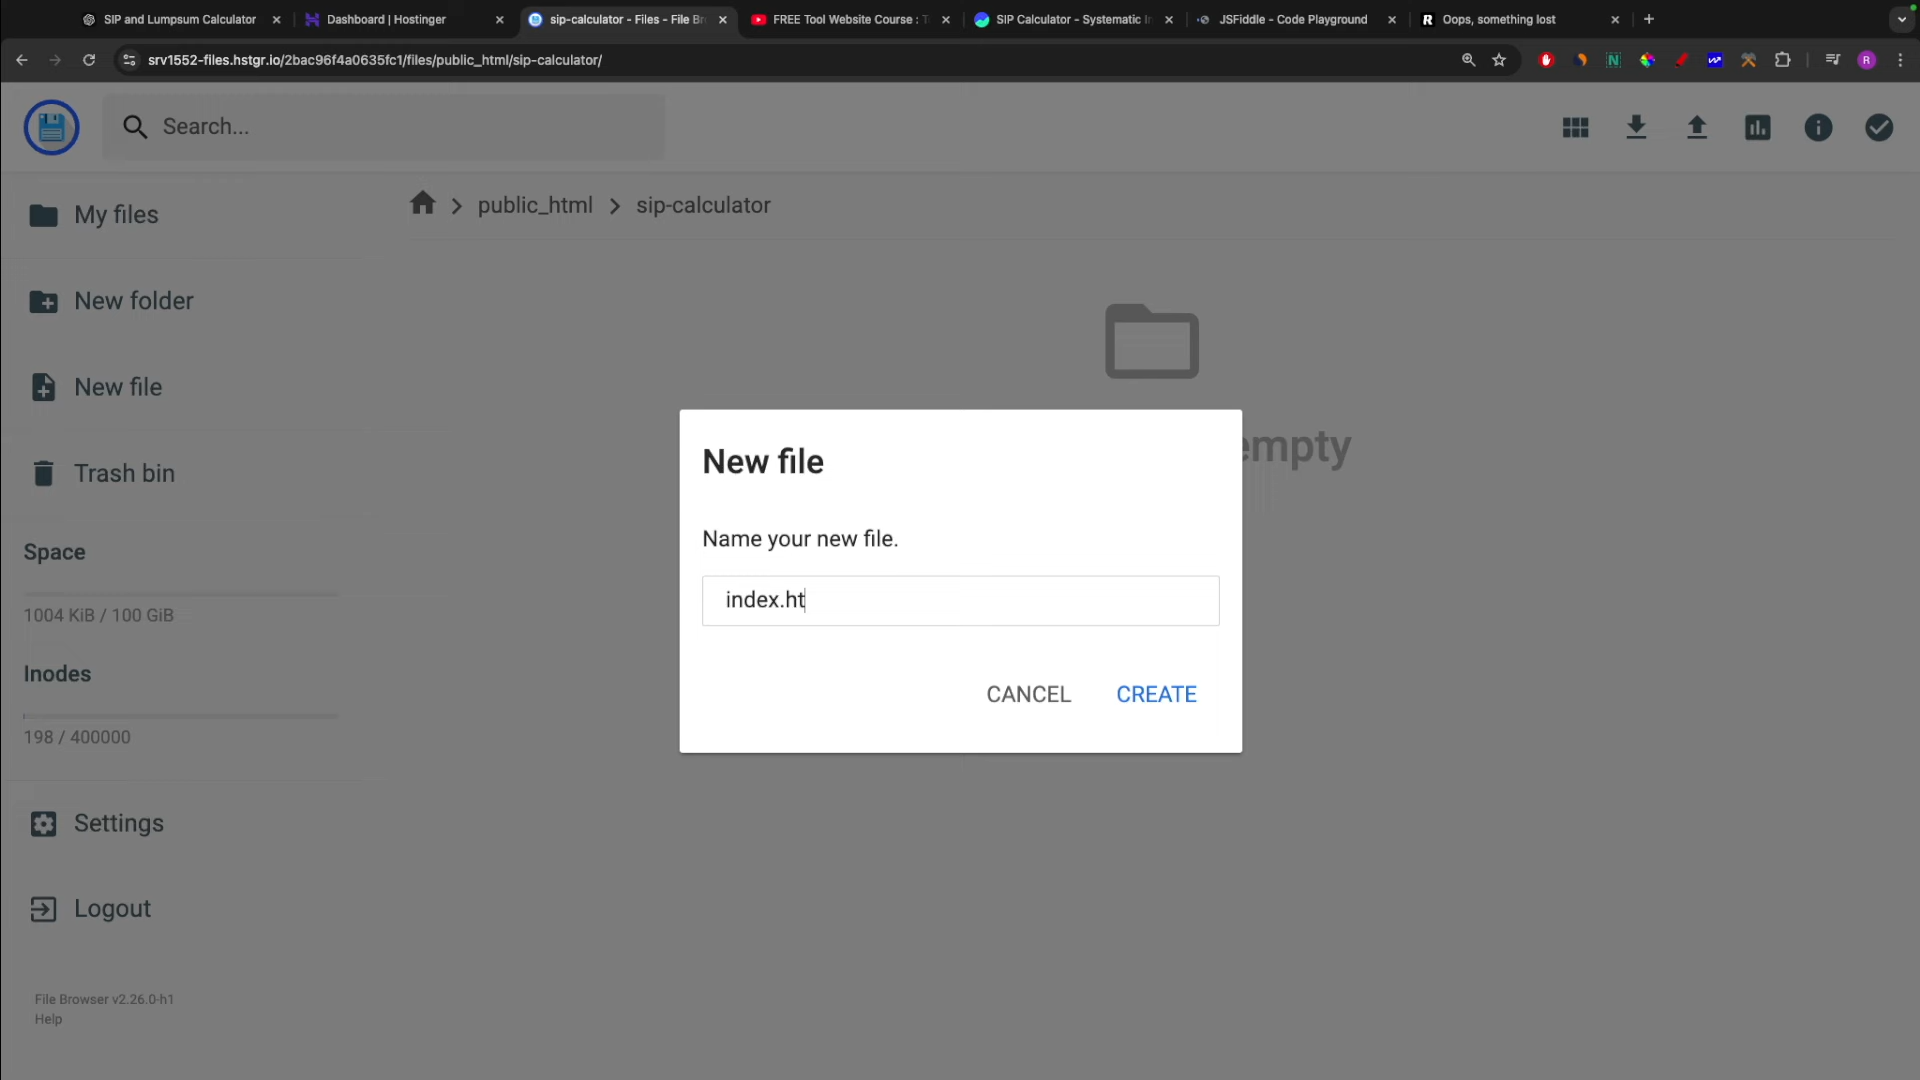 SIP and Lumpsum Calculator
Dashboard | Hostinger
sip-calculator - Files - File Br
FREE Tool Website Course : T
SIP Calculator - Systematic In
JSFiddle - Code Playground
Oops, something lost
srv1552-files.hstgr.io/2bac96f4a0635fc1/files/public_html/sip-calculator/
R
Search...
My files
public_html
sip-calculator
New folder
New file
Trash bin
empty
New file
Name your new file.
index.ht
CANCEL
CREATE
Space
1004 KiB / 100 GiB
Inodes
198 / 400000
Settings
Logout
File Browser v2.26.0-h1
Help